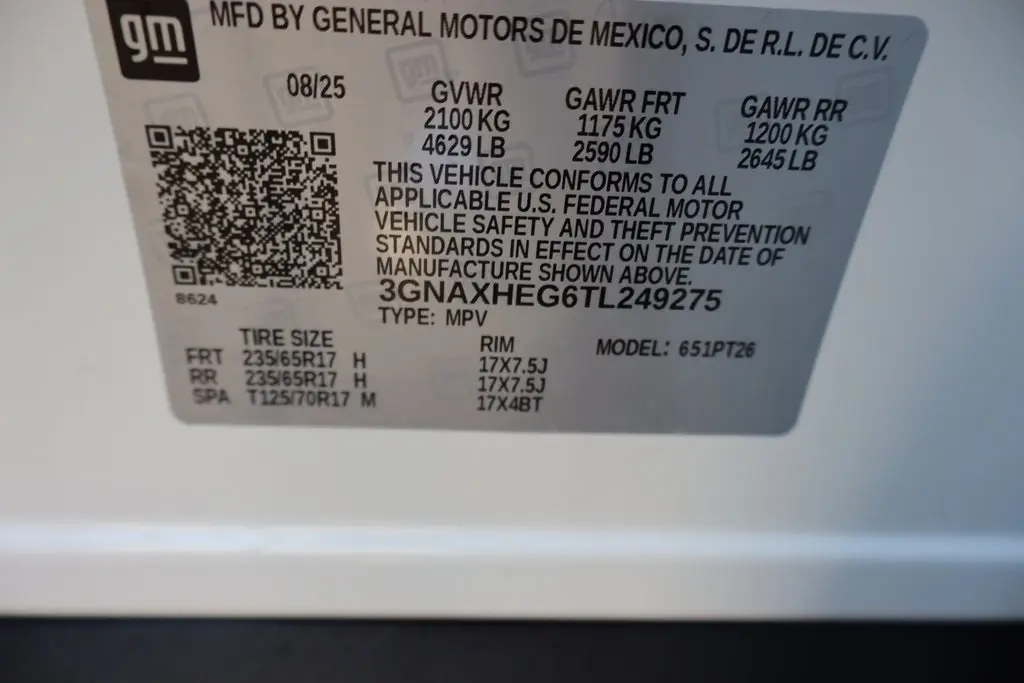 gm
MFD BY GENERAL MOTORS DE MEXICO, S. DE R.L. DE C.V.
08/25
GVWR GAWR FRT GAWR RR
2100 KG 1175 KG 1200 KG
4629 LB 2590 LB 2645 LB
THIS VEHICLE CONFORMS TO ALL
APPLICABLE U.S. FEDERAL MOTOR
VEHICLE SAFETY AND THEFT PREVENTION
STANDARDS IN EFFECT ON THE DATE OF
MANUFACTURE SHOWN ABOVE.
8624
3GNAXHEG6TL249275
TYPE: MPV
TIRE SIZE RIM MODEL: 651PT26
FRT 235/65R17 H 17X7.5J
RR 235/65R17 H 17X7.5J
SPA T125/70R17 M 17X4BT